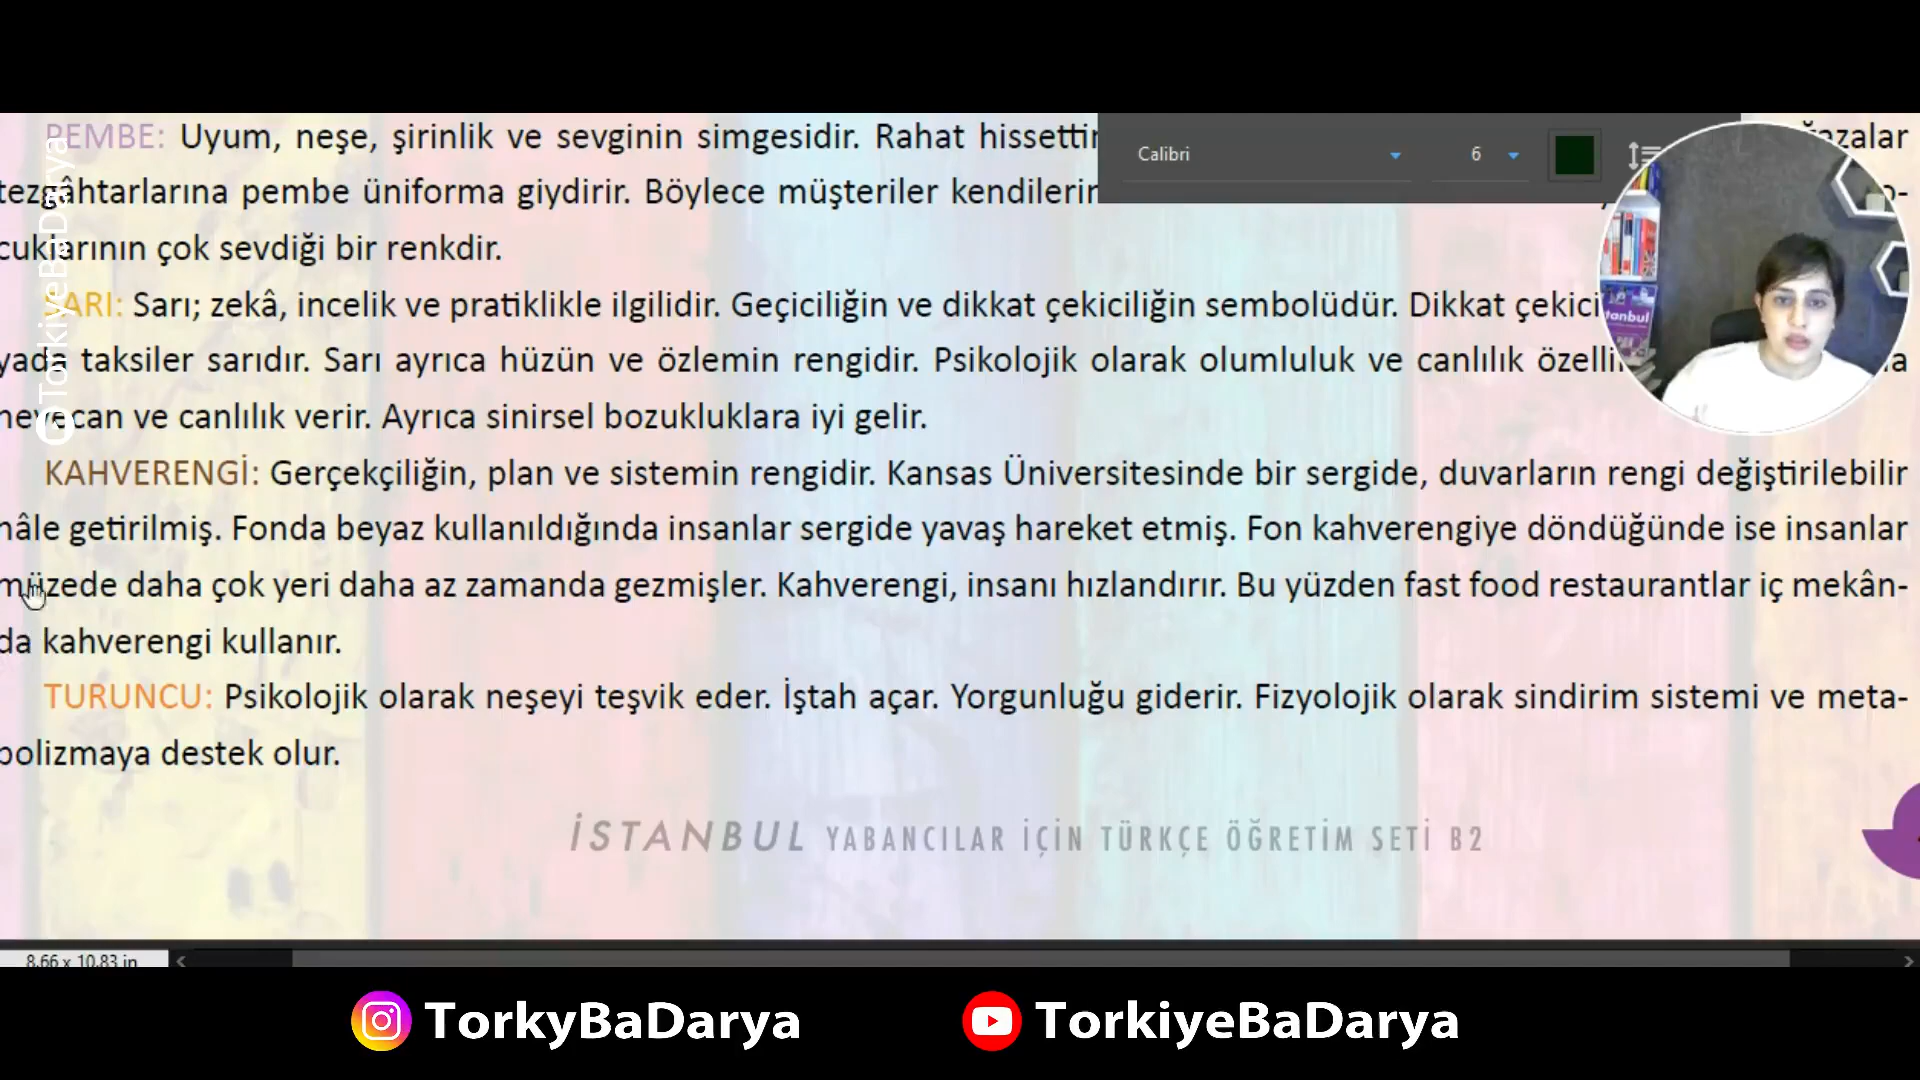 PEMBE: Uyum, neşe, şirinlik ve sevginin simgesidir. Rahat hissettir
tezgâhtarlarına pembe üniforma giydirir. Böylece müşteriler
cuklarının çok sevdiği bir renkdir.
SARI: Sarı; zekâ, incelik ve pratiklikle ilgilidir. Geçiciliğin ve dikkat çekiciliğin sembolüdür. Dikkat çekici
yada taksiler sarıdır. Sarı ayrıca hüzün ve özlemin rengidir. Psikolojik olarak olumluluk ve canlılık
heyecan ve canlılık verir. Ayrıca sinirsel bozukluklara iyi gelir.
KAHVERENGİ: Gerçekçiliğin, plan ve sistemin rengidir. Kansas Üniversitesinde bir sergide, duvarların rengi değiştirilebilir
hâle getirilmiş. Fonda beyaz kullanıldığında insanlar sergide yavaş hareket etmiş. Fon kahverengiye döndüğünde ise insanlar
müzede daha çok yeri daha az zamanda gezmişler. Kahverengi, insanı hızlandırır. Bu yüzden fast food restaurantlar iç mekân-
da kahverengi kullanır.
TURUNCU: Psikolojik olarak neşeyi teşvik eder. İştah açar. Yorgunluğu giderir. Fizyolojik olarak sindirim sistemi ve meta-
bolizmaya destek olur.
İSTANBUL YABANCILAR İÇİN TÜRKÇE ÖĞRETİM SETİ B2
Calibri
6
TorkiyeBaDarya
8,66 x 10,83 in
TorkyBaDarya
TorkiyeBaDarya